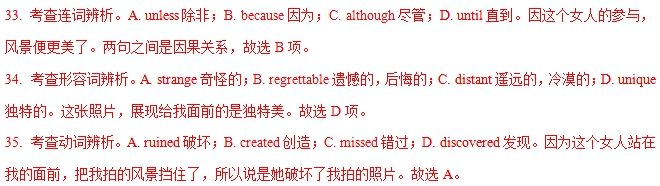 33. 考查连词辨析。A. unless 除非；B. because 因为；C. although 尽管；D. until 直到。因这个女人的参与，
风景便更美了。两句之间是因果关系，故选 B 项。
34. 考查形容词辨析。A. strange 奇怪的；B. regrettable 遗憾的，后悔的；C. distant 遥远的，冷漠的；D. unique
独特的。这张照片，展现给我面前的是独特美。故选 D 项。
35. 考查动词辨析。A. ruined 破坏；B. created 创造；C. missed 错过；D. discovered 发现。因为这个女人站在
我的面前，把我拍的风景挡住了，所以说是她破坏了我拍的照片。故选 A。